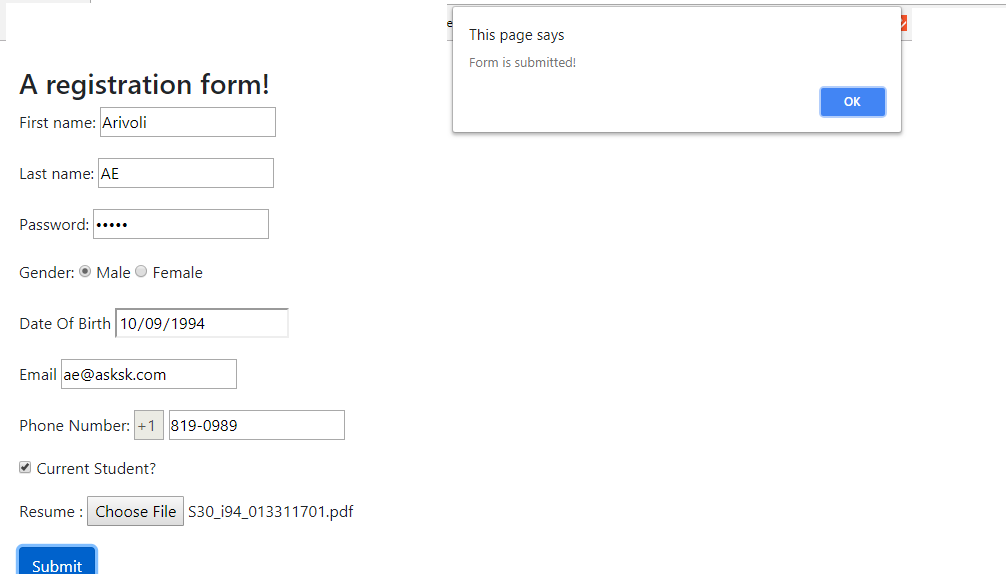 This page says
Form is submitted!
OK
A registration form!
First name: Arivoli
Last name: AE
Password: •••••
Gender: Male Female
Date Of Birth 10/09/1994
Email ae@asksk.com
Phone Number: +1 819-0989
Current Student?
Resume : Choose File S30_i94_013311701.pdf
Submit